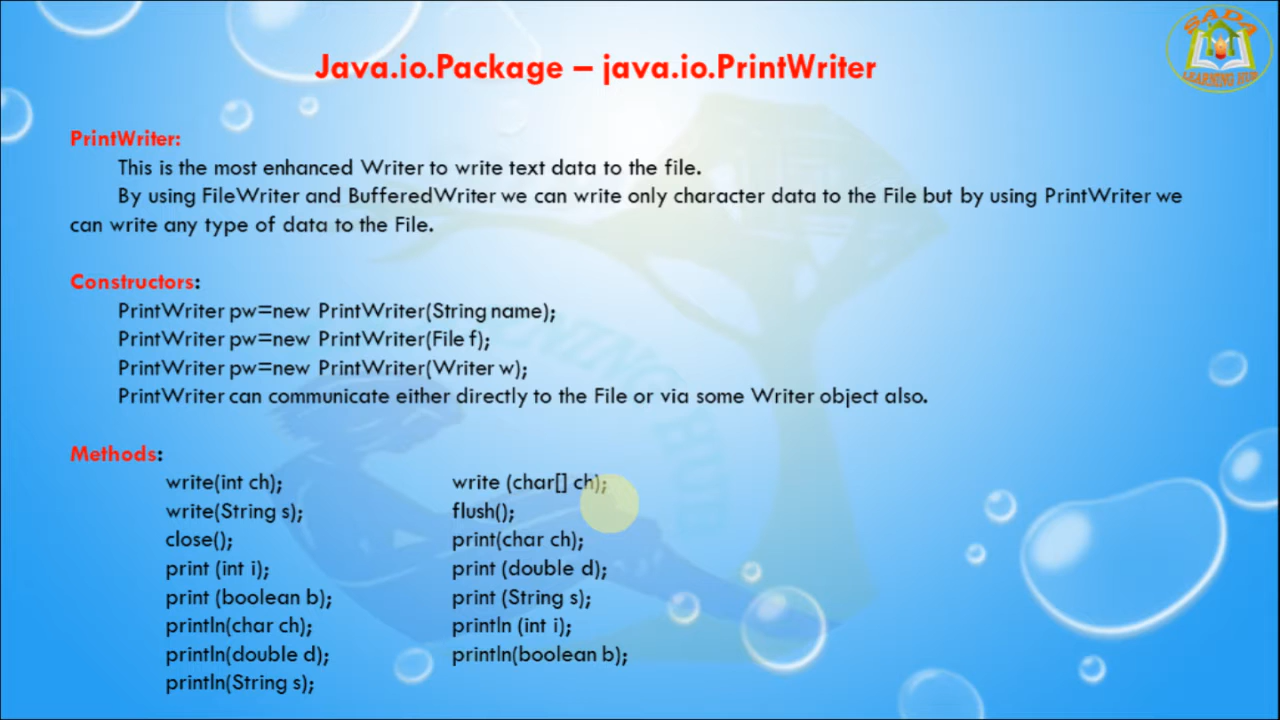 SADA
LEARNING HUB
Java.io.Package – java.io.PrintWriter
PrintWriter:
This is the most enhanced Writer to write text data to the file.
By using FileWriter and BufferedWriter we can write only character data to the File but by using PrintWriter we
can write any type of data to the File.
Constructors:
PrintWriter pw=new PrintWriter(String name);
PrintWriter pw=new PrintWriter(File f);
PrintWriter pw=new PrintWriter(Writer w);
PrintWriter can communicate either directly to the File or via some Writer object also.
Methods:
write(int ch); write (char[] ch);
write(String s); flush();
close(); print(char ch);
print (int i); print (double d);
print (boolean b); print (String s);
println(char ch); println (int i);
println(double d); println(boolean b);
println(String s);